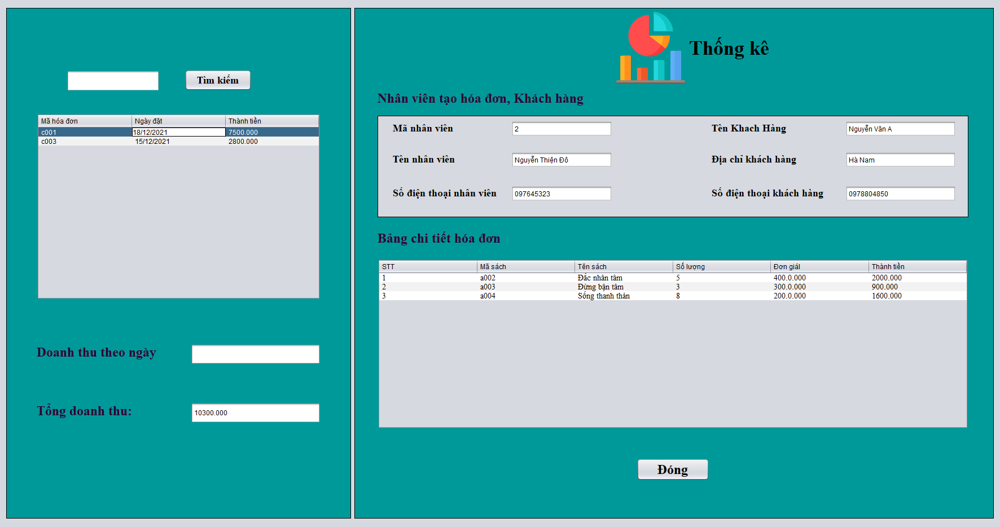 Tìm kiếm
Mã hóa đơn Ngày đặt Thành tiền
c001 18/12/2021 7500.000
c003 15/12/2021 2800.000
Doanh thu theo ngày
Tổng doanh thu: 10300.000
Thống kê
Nhân viên tạo hóa đơn, Khách hàng
Mã nhân viên 2 Tên Khach Hàng Nguyễn Văn A
Tên nhân viên Nguyễn Thiện Đô Địa chỉ khách hàng Hà Nam
Số điện thoại nhân viên 097645323 Số điện thoại khách hàng 0978804850
Bảng chi tiết hóa đơn
STT Mã sách Tên sách Số lượng Đơn giál Thành tiền
1 a002 Đắc nhân tâm 5 400.0.000 2000.000
2 a003 Đừng bận tâm 3 300.0.000 900.000
3 a004 Sống thanh thản 8 200.0.000 1600.000
Đóng